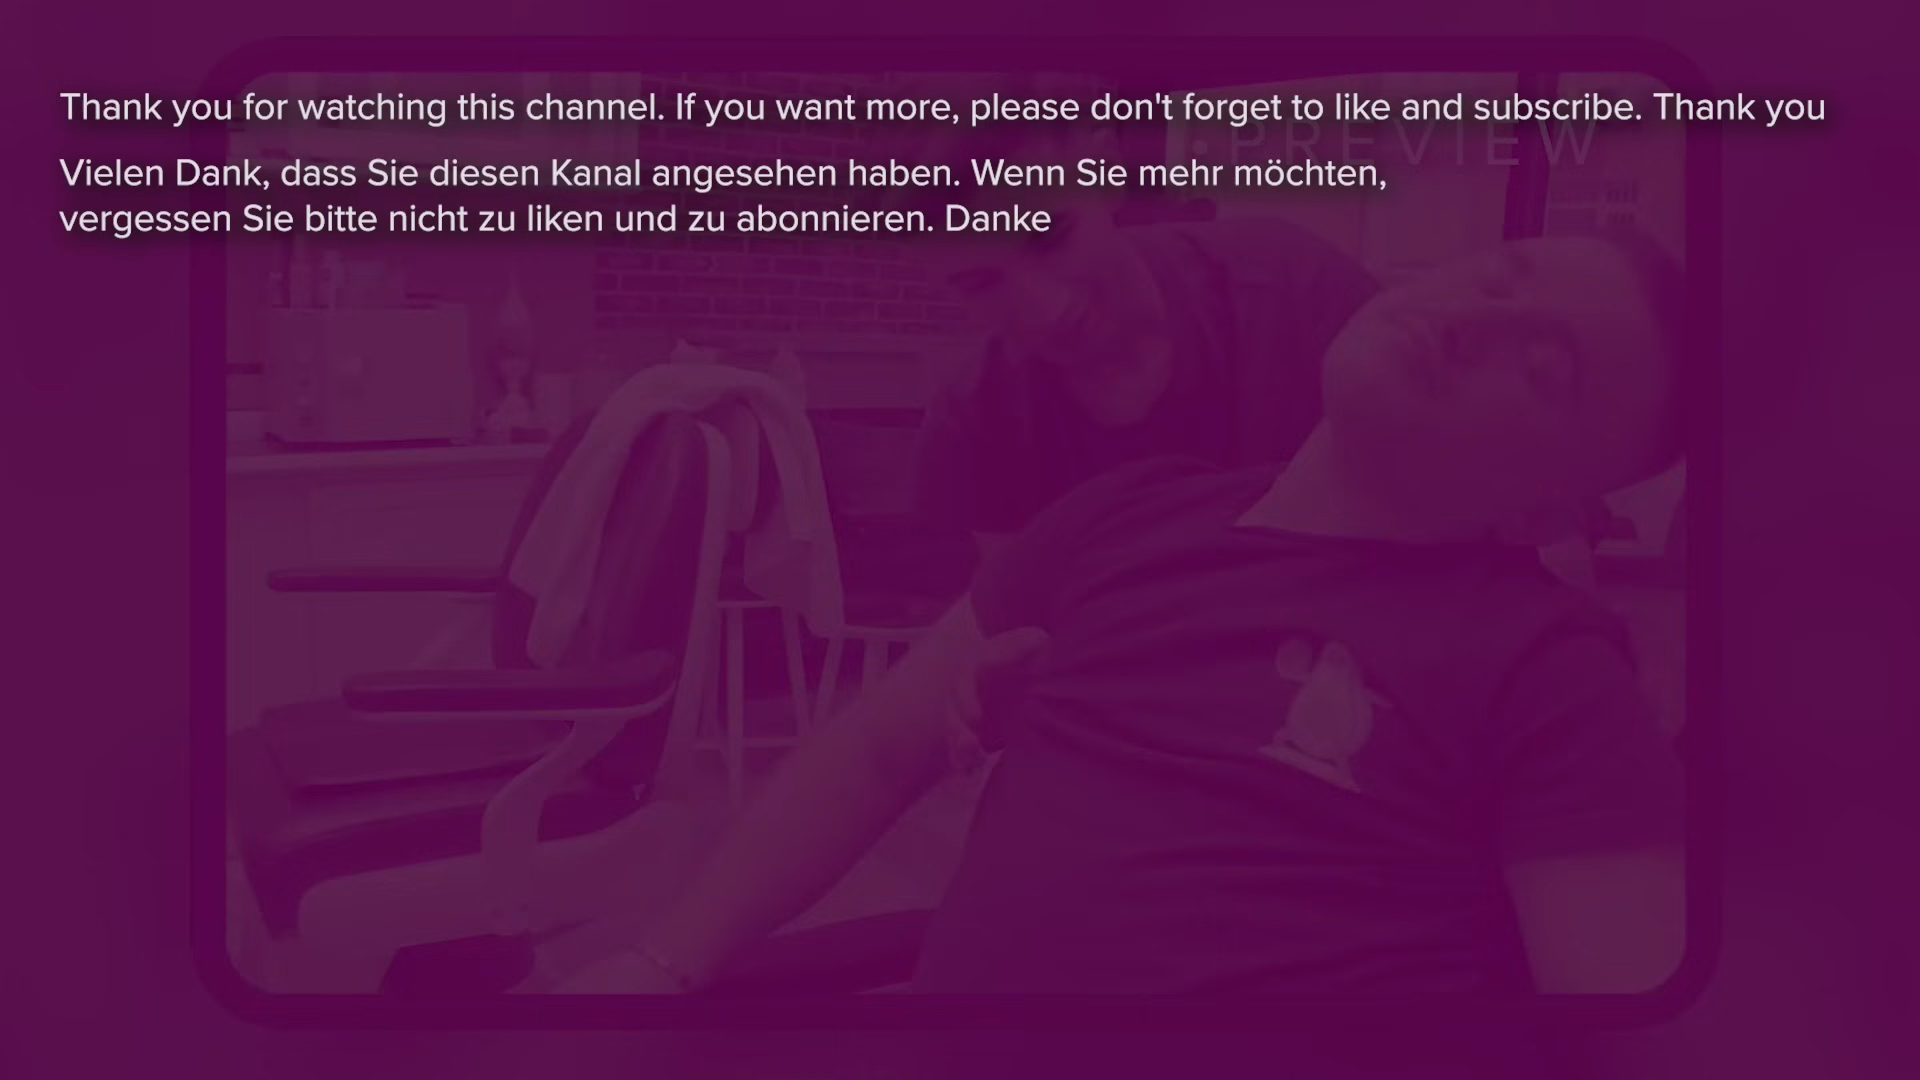 Thank you for watching this channel. If you want more, please don't forget to like and subscribe. Thank you
PREVIEW
Vielen Dank, dass Sie diesen Kanal angesehen haben. Wenn Sie mehr möchten,
vergessen Sie bitte nicht zu liken und zu abonnieren. Danke